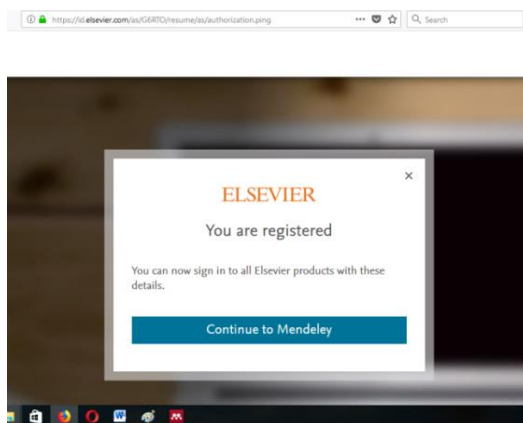 https://id.elsevier.com/as/G6RTO/resume/as/authorization.ping
Search
ELSEVIER
You are registered
You can now sign in to all Elsevier products with these
details.
Continue to Mendeley